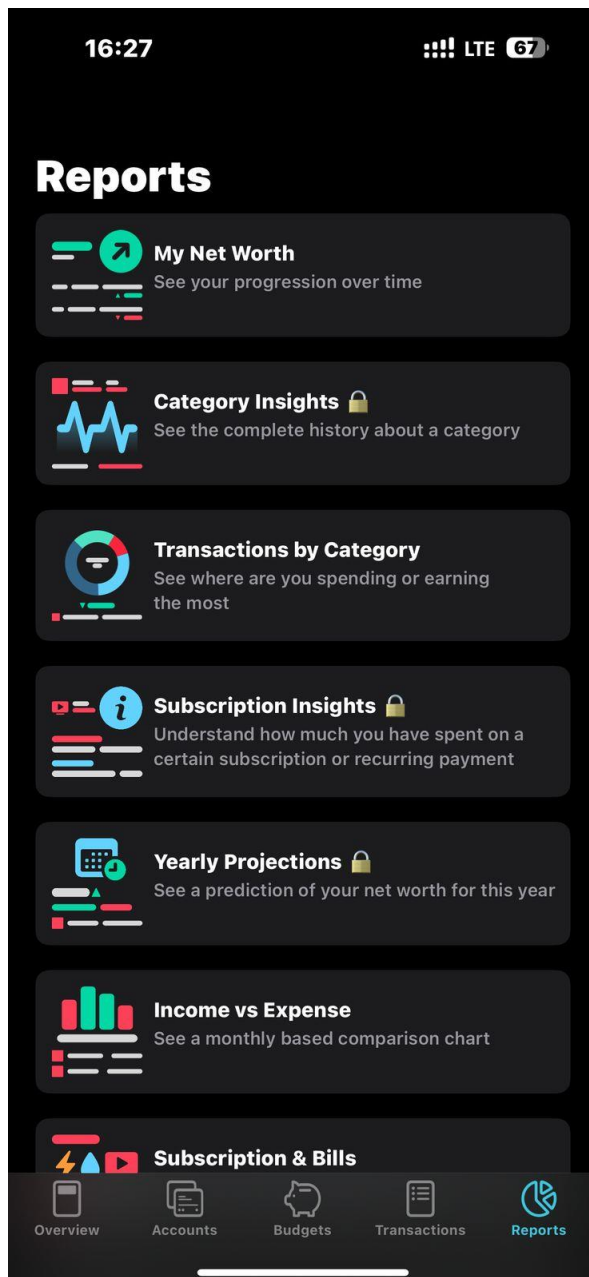 16:27
LTE 67
Reports
My Net Worth
See your progression over time
Category Insights
See the complete history about a category
Transactions by Category
See where are you spending or earning
the most
Subscription Insights
Understand how much you have spent on a
certain subscription or recurring payment
Yearly Projections
See a prediction of your net worth for this year
Income vs Expense
See a monthly based comparison chart
Subscription & Bills
Overview Accounts Budgets Transactions Reports